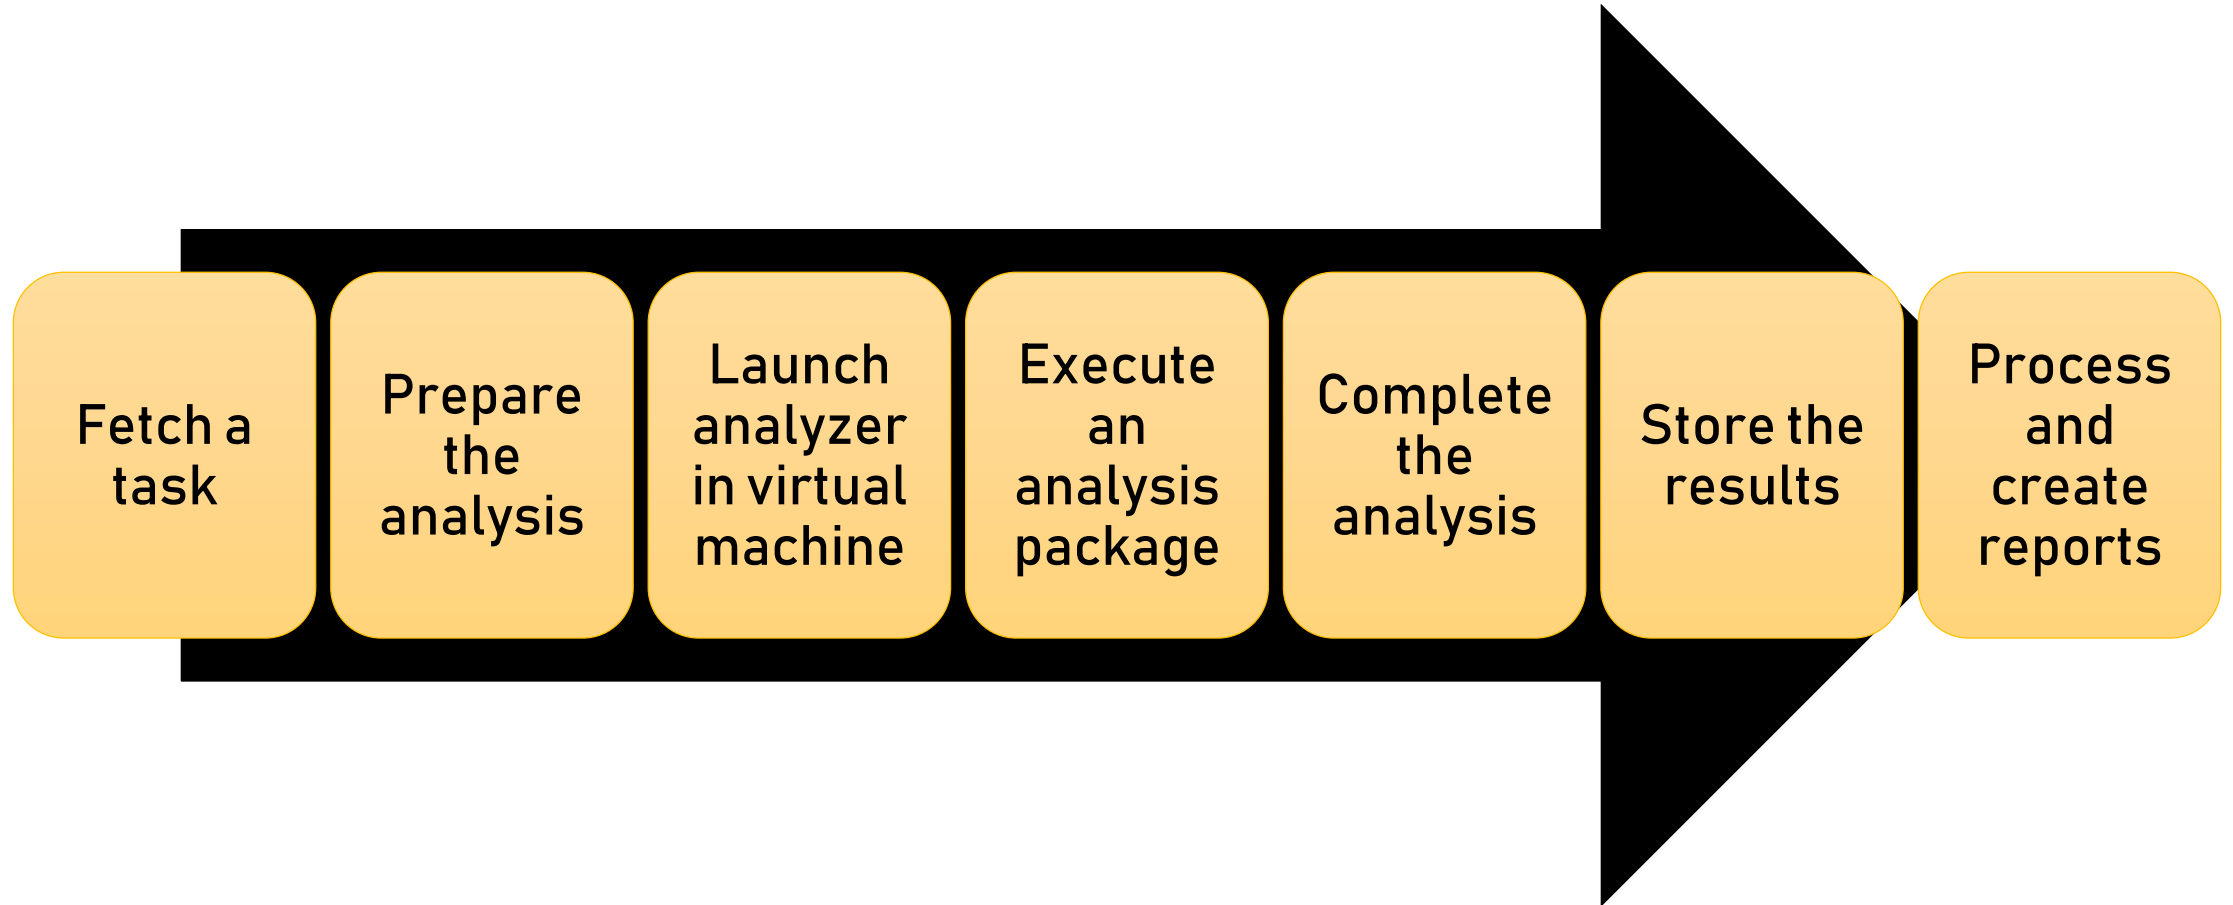 Fetch a
task
Prepare
the
analysis
Launch
analyzer
in virtual
machine
Execute
an
analysis
package
Complete
the
analysis
Store the
results
Process
and
create
reports